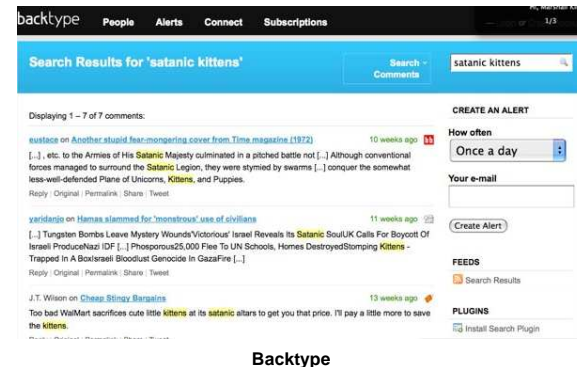 backtype People Alerts Connect Subscriptions
1/3
Search Results for 'satanic kittens'
Search
Comments
satanic kittens
Displaying 1 – 7 of 7 comments:
eustace on Another stupid fear-mongering cover from Time magazine (1972) 10 weeks ago
[...] , etc. to the Armies of His Satanic Majesty culminated in a pitched battle not [...] Although conventional
forces managed to surround the Satanic Legion, they were stymied by swarms [...] conquer the somewhat
less-well-defended Plane of Unicorns, Kittens, and Puppies.
Reply | Original | Permalink | Share | Tweet
yaridanjo on Hamas slammed for 'monstrous' use of civilians 11 weeks ago
[...] Tungsten Bombs Leave Mystery Wounds'Victorious' Israel Reveals Its Satanic SoulUK Calls For Boycott Of
Israeli ProduceNazi IDF [...] Phosporous25,000 Flee To UN Schools, Homes DestroyedStomping Kittens -
Trapped In A BoxIsraeli Bloodlust Genocide In GazaFire [...]
Reply | Original | Permalink | Share | Tweet
J.T. Wilson on Cheap Stingy Bargains 13 weeks ago
Too bad WalMart sacrifices cute little kittens at its satanic altars to get you that price. I'll pay a little more to save
the kittens.
CREATE AN ALERT
How often
Once a day
Your e-mail
Create Alert
FEEDS
Search Results
PLUGINS
Install Search Plugin
Backtype